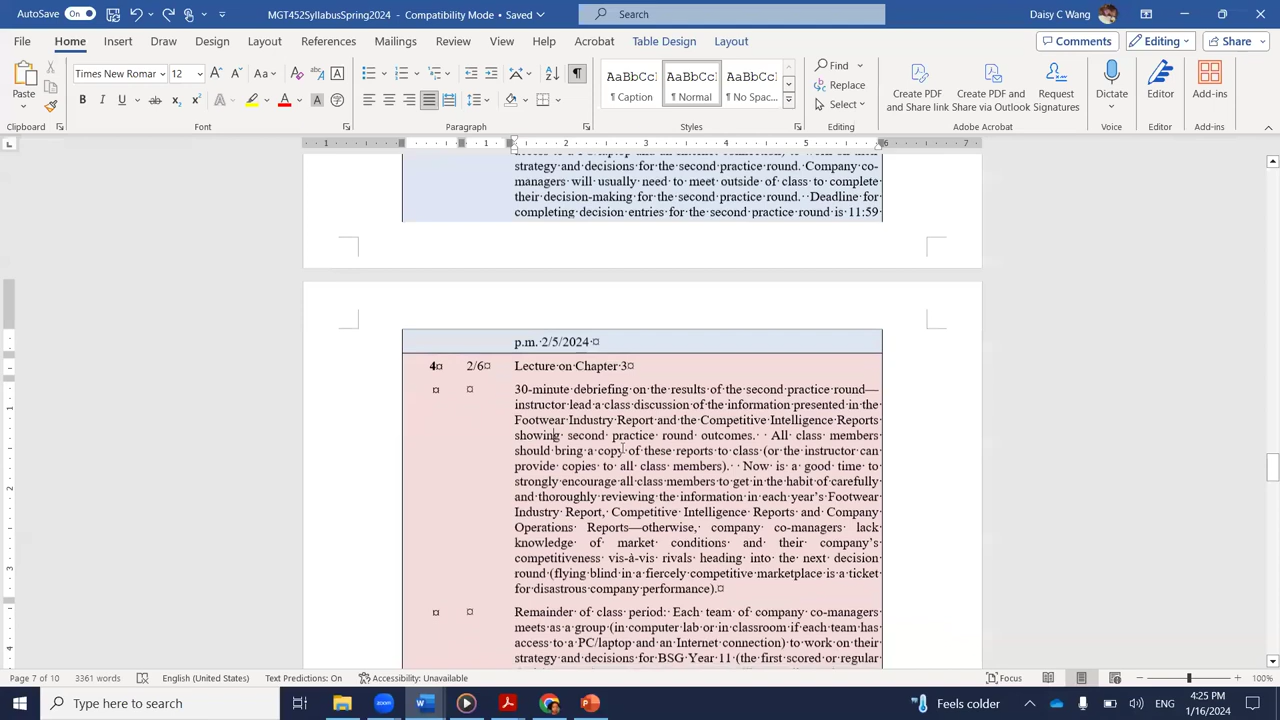 AutoSave On MGT452SyllabusSpring2024 - Compatibility Mode • Saved Search Daisy C Wang
File Home Insert Draw Design Layout References Mailings Review View Help Acrobat Table Design Layout Comments Editing Share
Times New Roman 12 Aa AaBbCcI AaBbCcI AaBbCcI Find
Paste B I U ab ¶ Caption ¶ Normal ¶ No Spac... Replace Select Create PDF and Share link Create PDF and Share via Outlook Request Signatures Dictate Editor Add-ins
Clipboard Font Paragraph Styles Editing Adobe Acrobat Voice Editor Add-ins
1 1 2 3 4 5 6 7
strategy and decisions for the second practice round. Company co-
managers will usually need to meet outside of class to complete
their decision-making for the second practice round. Deadline for
completing decision entries for the second practice round is 11:59
p.m. 2/5/2024
4 2/6 Lecture on Chapter 3
30-minute debriefing on the results of the second practice round—
instructor lead a class discussion of the information presented in the
Footwear Industry Report and the Competitive Intelligence Reports
showing second practice round outcomes. All class members
should bring a copy of these reports to class (or the instructor can
provide copies to all class members). Now is a good time to
strongly encourage all class members to get in the habit of carefully
and thoroughly reviewing the information in each year's Footwear
Industry Report, Competitive Intelligence Reports and Company
Operations Reports—otherwise, company co-managers lack
knowledge of market conditions and their company's
competitiveness vis-à-vis rivals heading into the next decision
round (flying blind in a fiercely competitive marketplace is a ticket
for disastrous company performance).
Remainder of class period: Each team of company co-managers
meets as a group (in computer lab or in classroom if each team has
access to a PC/laptop and an Internet connection) to work on their
strategy and decisions for BSG Year 11 (the first scored or regular
Page 7 of 10 3361 words English (United States) Text Predictions: On Accessibility: Unavailable Focus 100%
Type here to search zoom Feels colder ENG 4:25 PM
1/16/2024